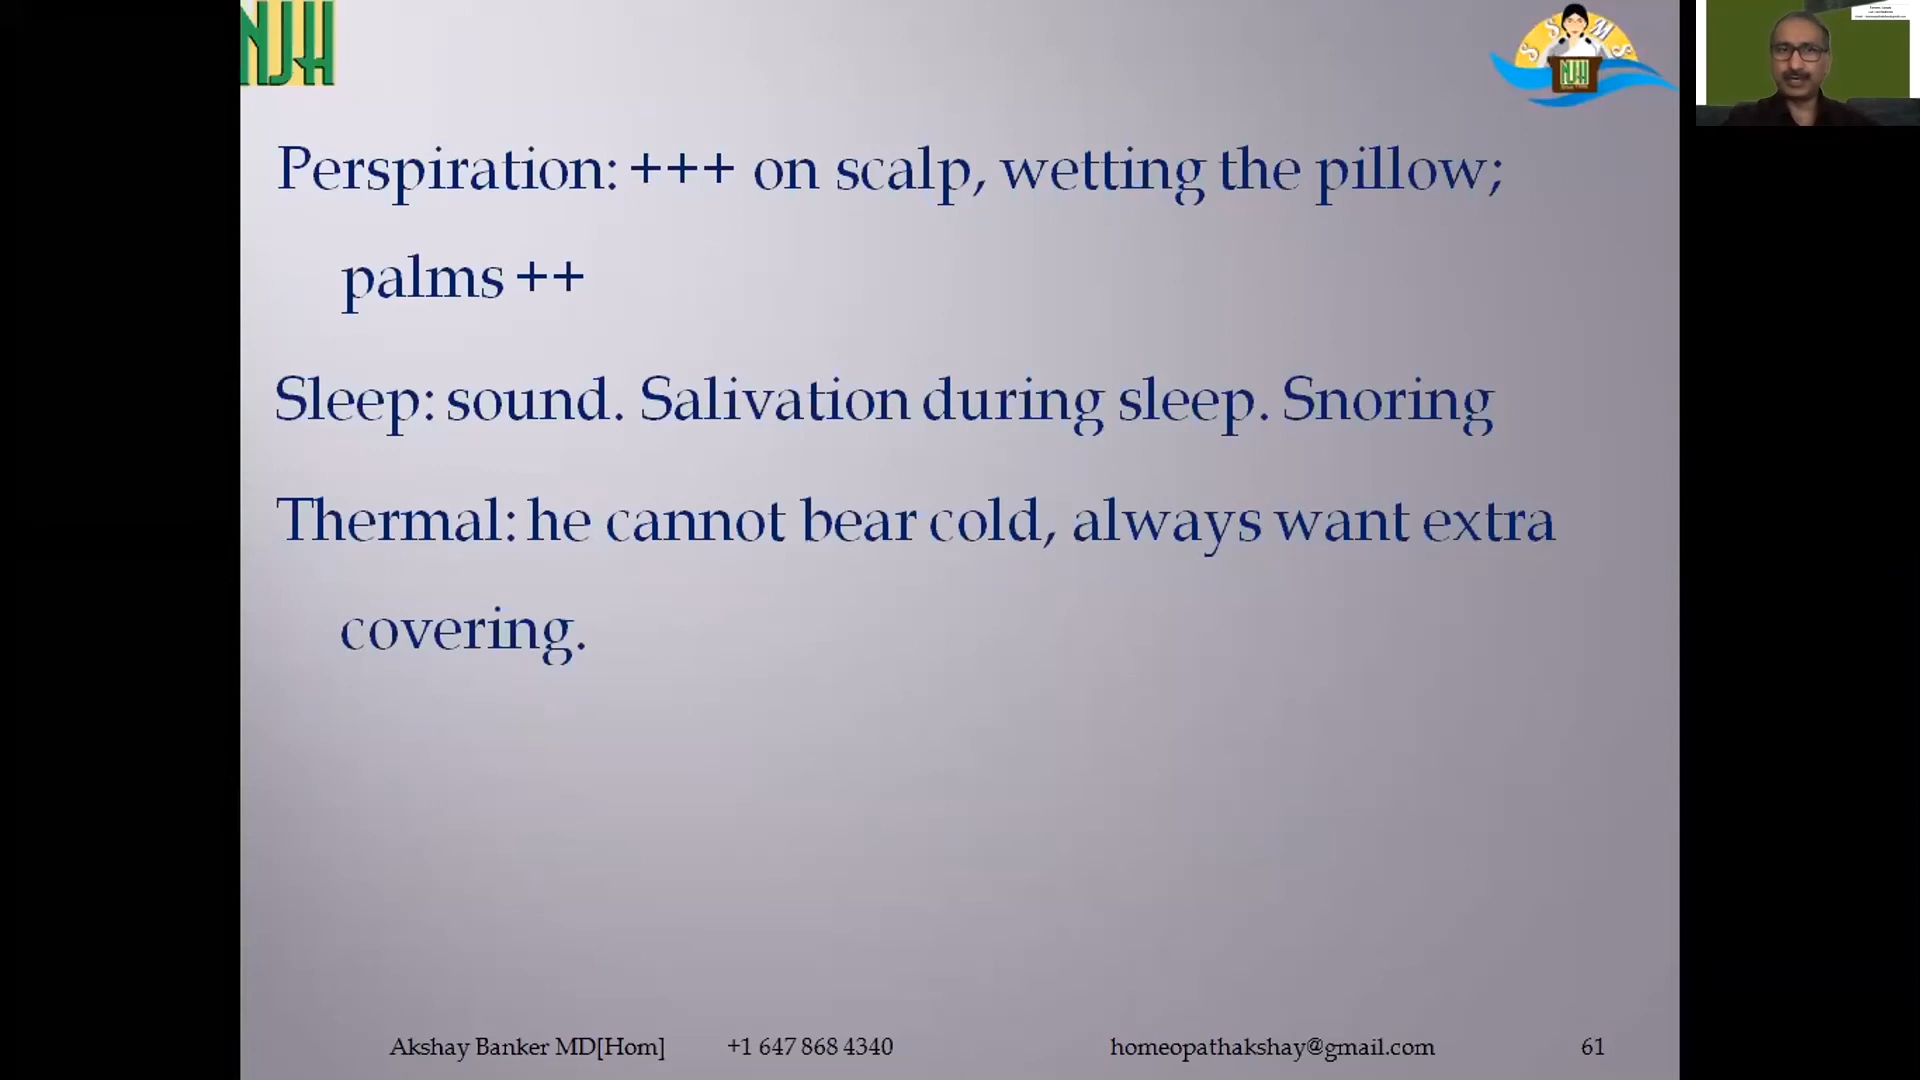 NJH
S S M S
NJH
Perspiration: +++ on scalp, wetting the pillow;
palms ++
Sleep: sound. Salivation during sleep. Snoring
Thermal: he cannot bear cold, always want extra
covering.
Akshay Banker MD[Hom] +1 647 868 4340 homeopathakshay@gmail.com 61